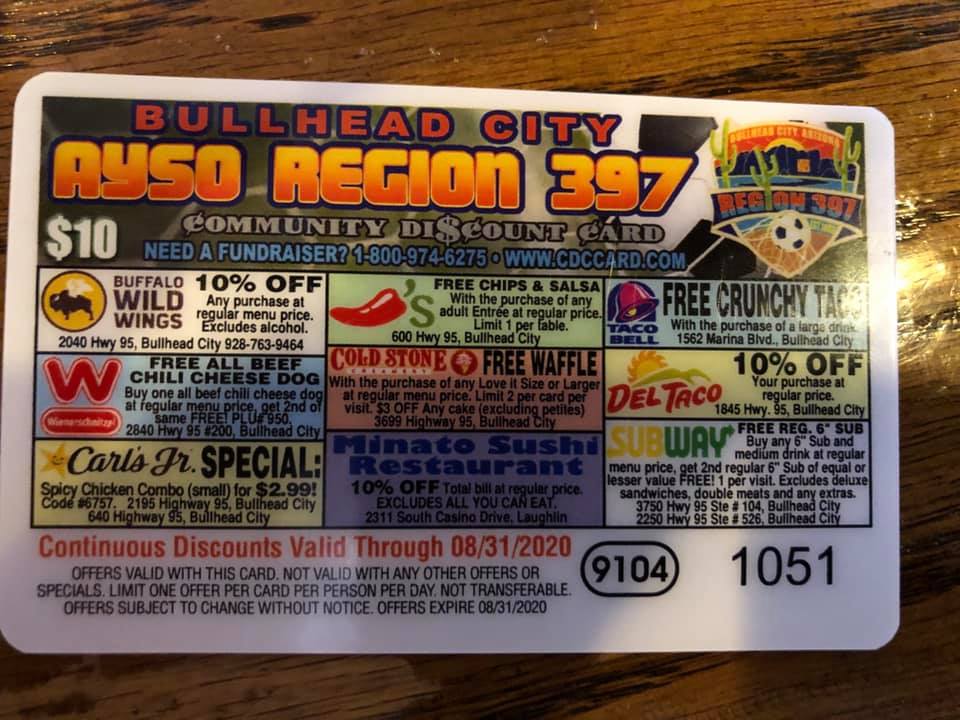 BULLHEAD CITY
AYSO REGION 397
$10
COMMUNITY DI$COUNT CARD
NEED A FUNDRAISER? 1-800-974-6275 • WWW.CDCCARD.COM
BULLHEAD CITY, ARIZONA
REGION 397
BUFFALO
WILD
WINGS
10% OFF
Any purchase at
regular menu price.
Excludes alcohol.
2040 Hwy 95, Bullhead City 928-763-9464
'S
FREE CHIPS & SALSA
With the purchase of any
adult Entrée at regular price.
Limit 1 per table.
600 Hwy 95, Bullhead City
TACO
BELL
FREE CRUNCHY TACO
With the purchase of a large drink.
1562 Marina Blvd., Bullhead City
W
Wienerschnitzel
FREE ALL BEEF
CHILI CHEESE DOG
Buy one all beef chili cheese dog
at regular menu price, get 2nd of
same FREE! PLU# 950.
2840 Hwy 95 #200, Bullhead City
COLD STONE
CREAMERY
FREE WAFFLE
With the purchase of any Love it Size or Larger
at regular menu price. Limit 2 per card per
visit. $3 OFF Any cake (excluding petites)
3699 Highway 95, Bullhead City
DEL TACO
10% OFF
Your purchase at
regular price.
1845 Hwy. 95, Bullhead City
Carl's Jr. SPECIAL:
Spicy Chicken Combo (small) for $2.99!
Code #6757. 2195 Highway 95, Bullhead City
640 Highway 95, Bullhead City
Minato Sushi
Restaurant
10% OFF Total bill at regular price.
EXCLUDES ALL YOU CAN EAT.
2311 South Casino Drive, Laughlin
SUBWAY
FREE REG. 6" SUB
Buy any 6" Sub and
medium drink at regular
menu price, get 2nd regular 6" Sub of equal or
lesser value FREE! 1 per visit. Excludes deluxe
sandwiches, double meats and any extras.
3750 Hwy 95 Ste # 104, Bullhead City
2250 Hwy 95 Ste # 526, Bullhead City
Continuous Discounts Valid Through 08/31/2020
OFFERS VALID WITH THIS CARD. NOT VALID WITH ANY OTHER OFFERS OR
SPECIALS. LIMIT ONE OFFER PER CARD PER PERSON PER DAY. NOT TRANSFERABLE.
OFFERS SUBJECT TO CHANGE WITHOUT NOTICE. OFFERS EXPIRE 08/31/2020
9104
1051